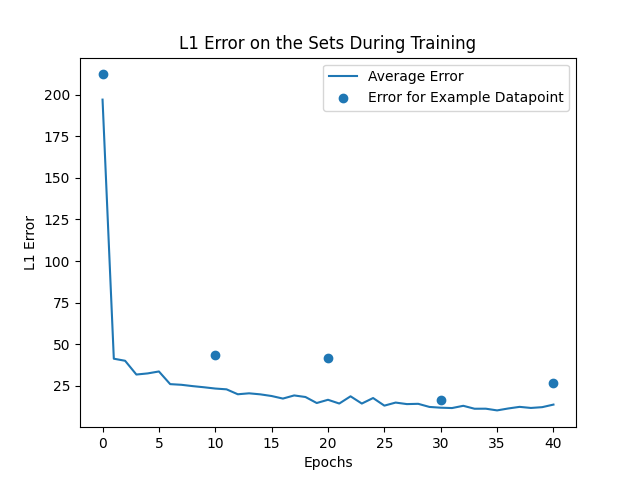 L1 Error on the Sets During Training
Average Error
Error for Example Datapoint
L1 Error
200
175
150
125
100
75
50
25
0 5 10 15 20 25 30 35 40
Epochs